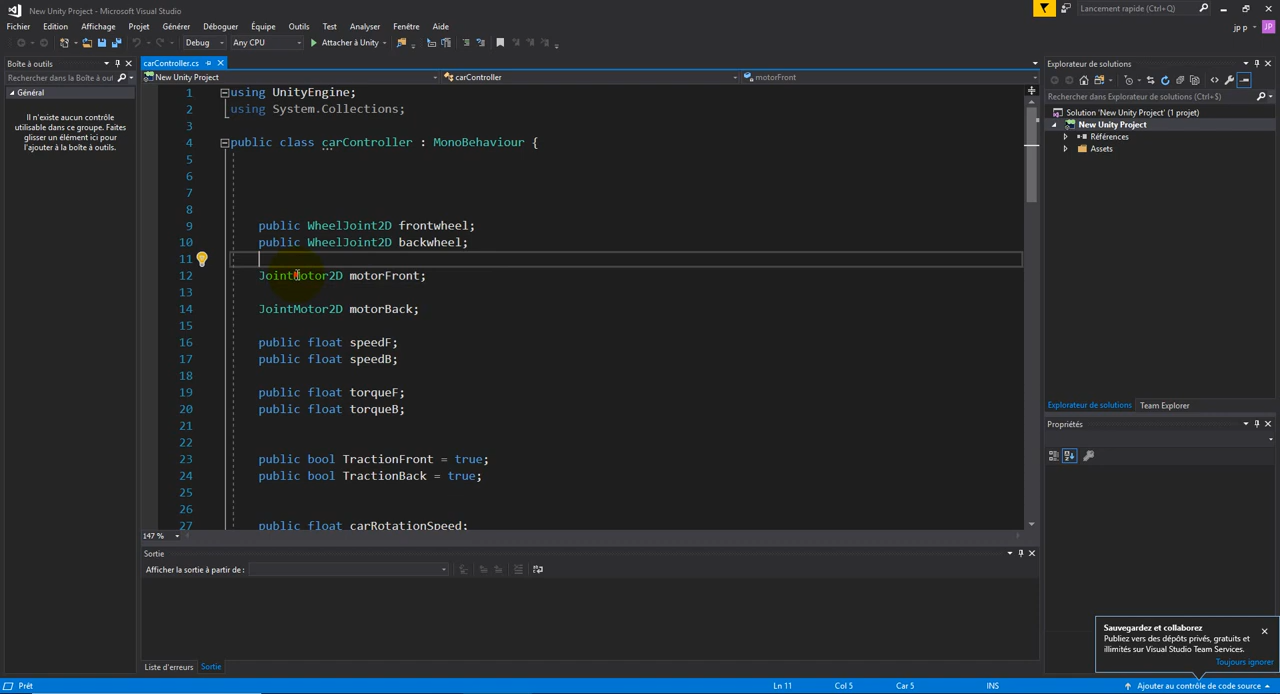 New Unity Project - Microsoft Visual Studio
Lancement rapide (Ctrl+Q)
Fichier Edition Affichage Projet Générer Déboguer Équipe Outils Test Analyser Fenêtre Aide
jp p JP
Debug Any CPU Attacher à Unity
Boîte à outils
Rechercher dans la Boîte à outi
Général
Il n'existe aucun contrôle
utilisable dans ce groupe. Faites
glisser un élément ici pour
l'ajouter à la boîte à outils.
carController.cs
New Unity Project carController motorFront
1 using UnityEngine;
2 using System.Collections;
3
4 public class carController : MonoBehaviour {
5
6
7
8
9 public WheelJoint2D frontwheel;
10 public WheelJoint2D backwheel;
11
12 JointMotor2D motorFront;
13
14 JointMotor2D motorBack;
15
16 public float speedF;
17 public float speedB;
18
19 public float torqueF;
20 public float torqueB;
21
22
23 public bool TractionFront = true;
24 public bool TractionBack = true;
25
26
27 public float carRotationSpeed;
147 %
Sortie
Afficher la sortie à partir de :
Liste d'erreurs Sortie
Explorateur de solutions
Rechercher dans Explorateur de solutions (Ctrl+$)
Solution 'New Unity Project' (1 projet)
New Unity Project
Références
Assets
Explorateur de solutions Team Explorer
Propriétés
Sauvegardez et collaborez
Publiez vers des dépôts privés, gratuits et
illimités sur Visual Studio Team Services.
Toujours ignorer
Prêt Ln 11 Col 5 Car 5 INS Ajouter au contrôle de code source